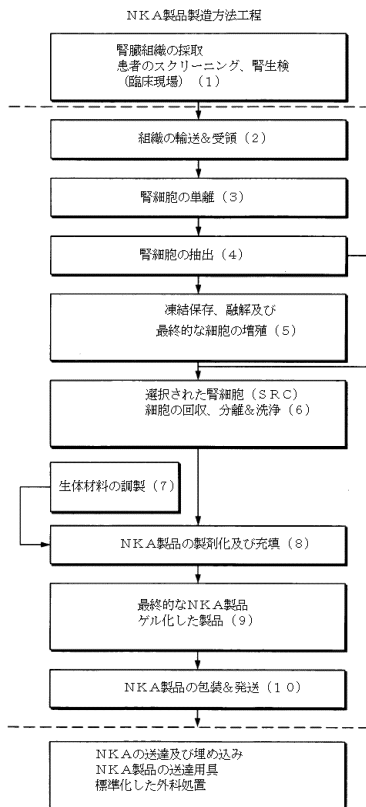 NKA製品製造方法工程
腎臓組織の採取
患者のスクリーニング、腎生検
(臨床現場) (1)
組織の輸送&受領 (2)
腎細胞の単離 (3)
腎細胞の抽出 (4)
凍結保存、融解及び
最終的な細胞の増殖 (5)
選択された腎細胞 (SRC)
細胞の回収、分離&洗浄 (6)
生体材料の調製 (7)
NKA製品の製剤化及び充填 (8)
最終的なNKA製品
ゲル化した製品 (9)
NKA製品の包装&発送 (10)
NKAの送達及び埋め込み
NKA製品の送達用具
標準化した外科処置